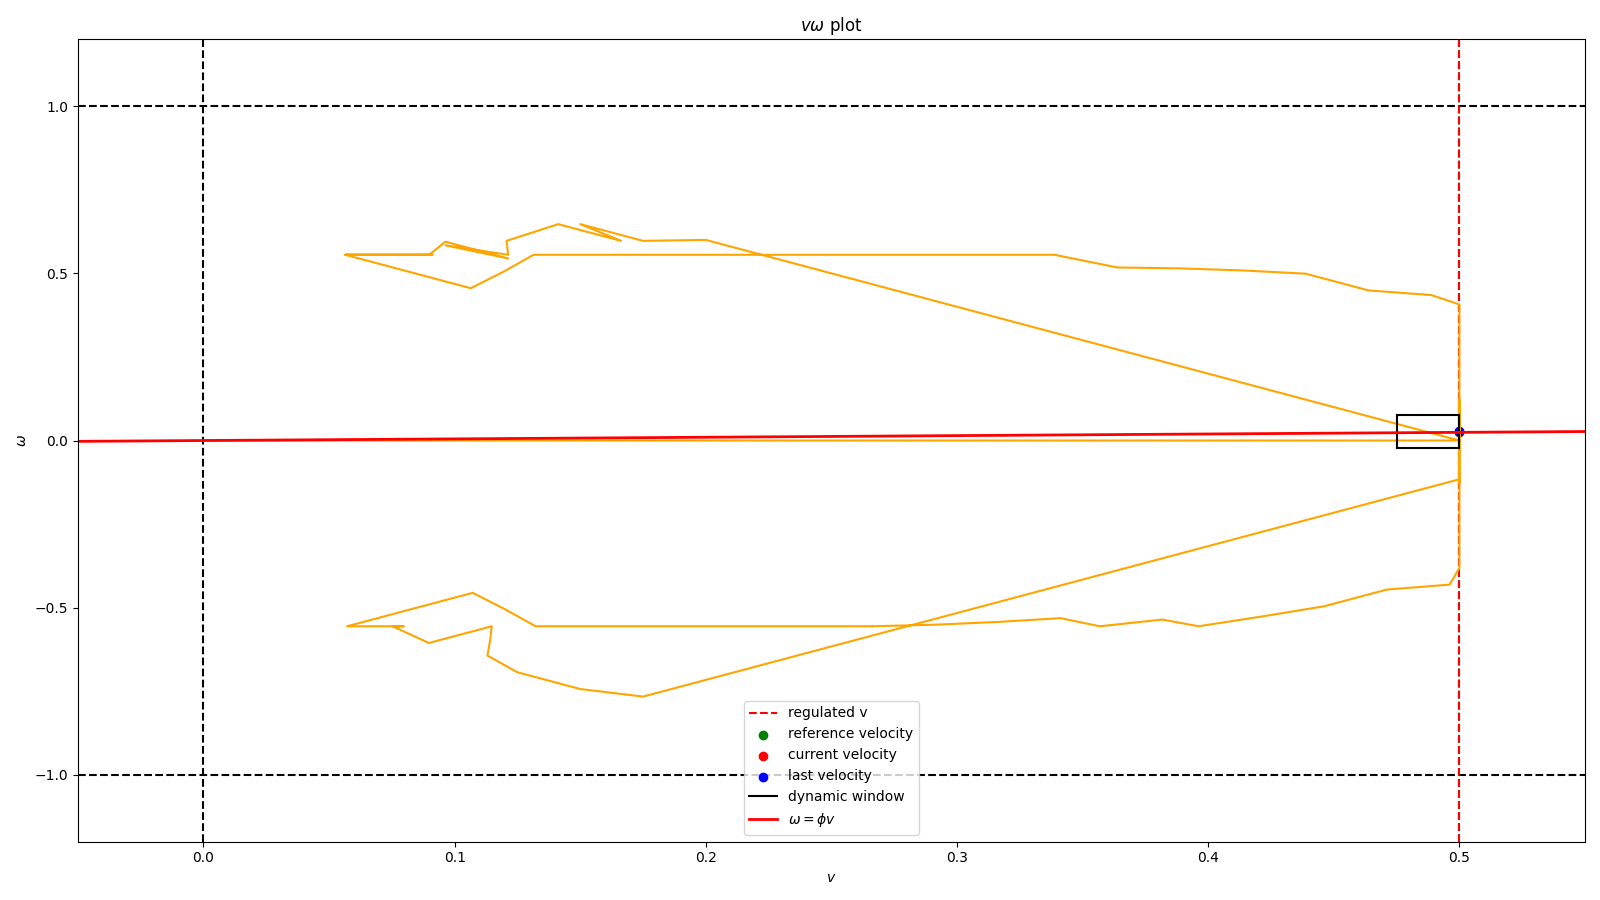 vω plot
1.0
0.5
0.0
−0.5
−1.0
ω
0.0 0.1 0.2 0.3 0.4 0.5
v
regulated v
reference velocity
current velocity
last velocity
dynamic window
ω = ϕv